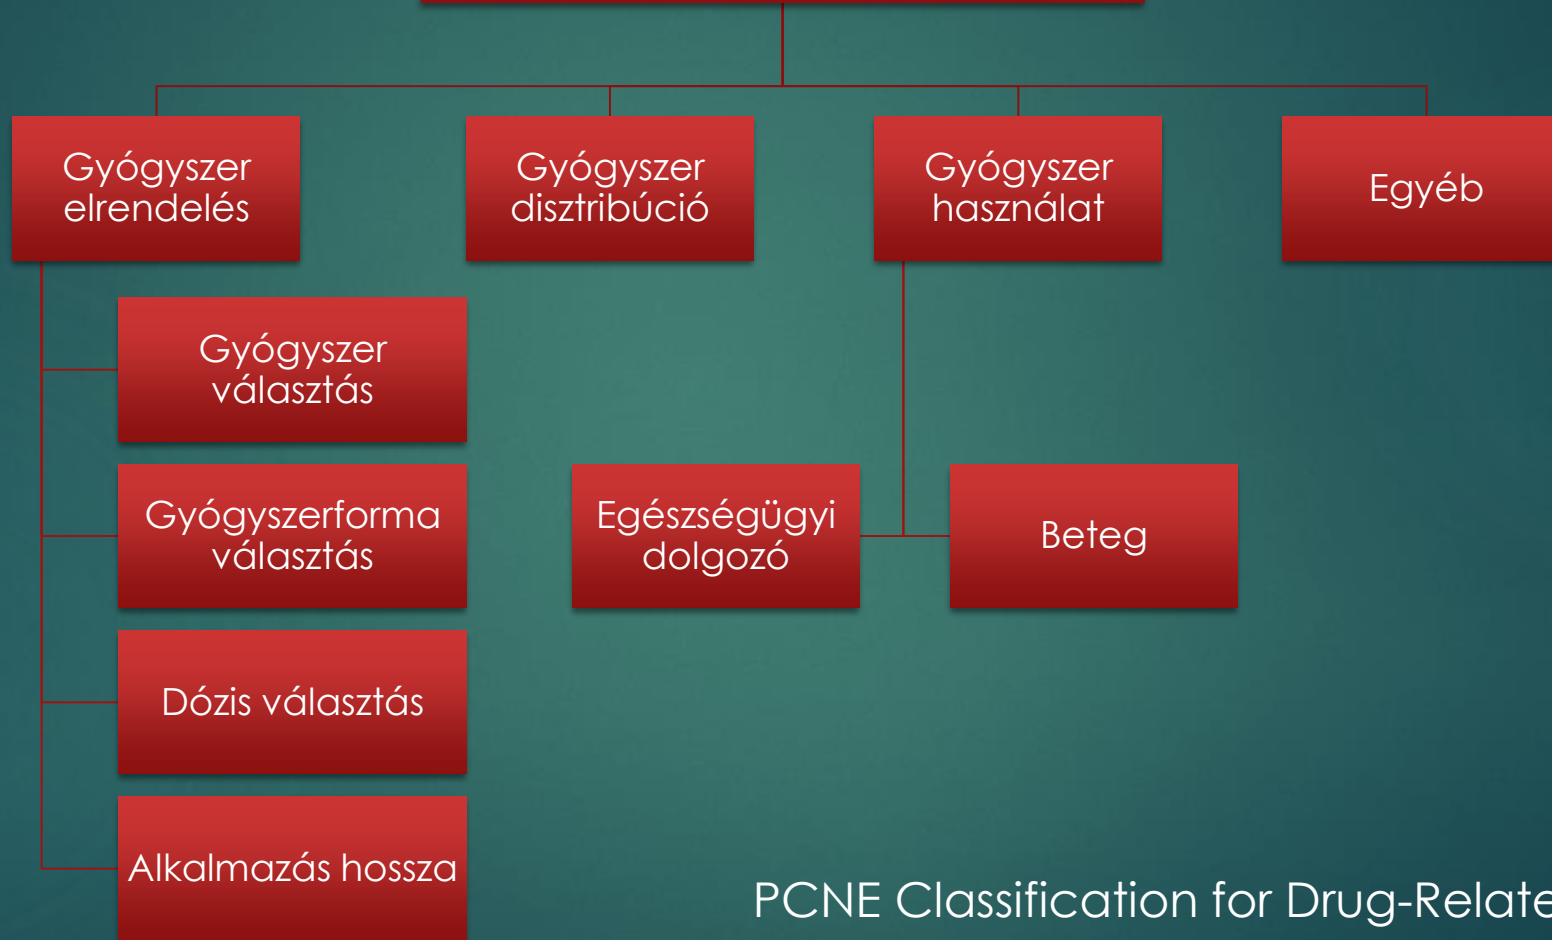 Gyógyszer
elrendelés
Gyógyszer
disztribúció
Gyógyszer
használat
Egyéb
Gyógyszer
választás
Gyógyszerforma
választás
Egészségügyi
dolgozó
Beteg
Dózis választás
Alkalmazás hossza
PCNE Classification for Drug-Relate